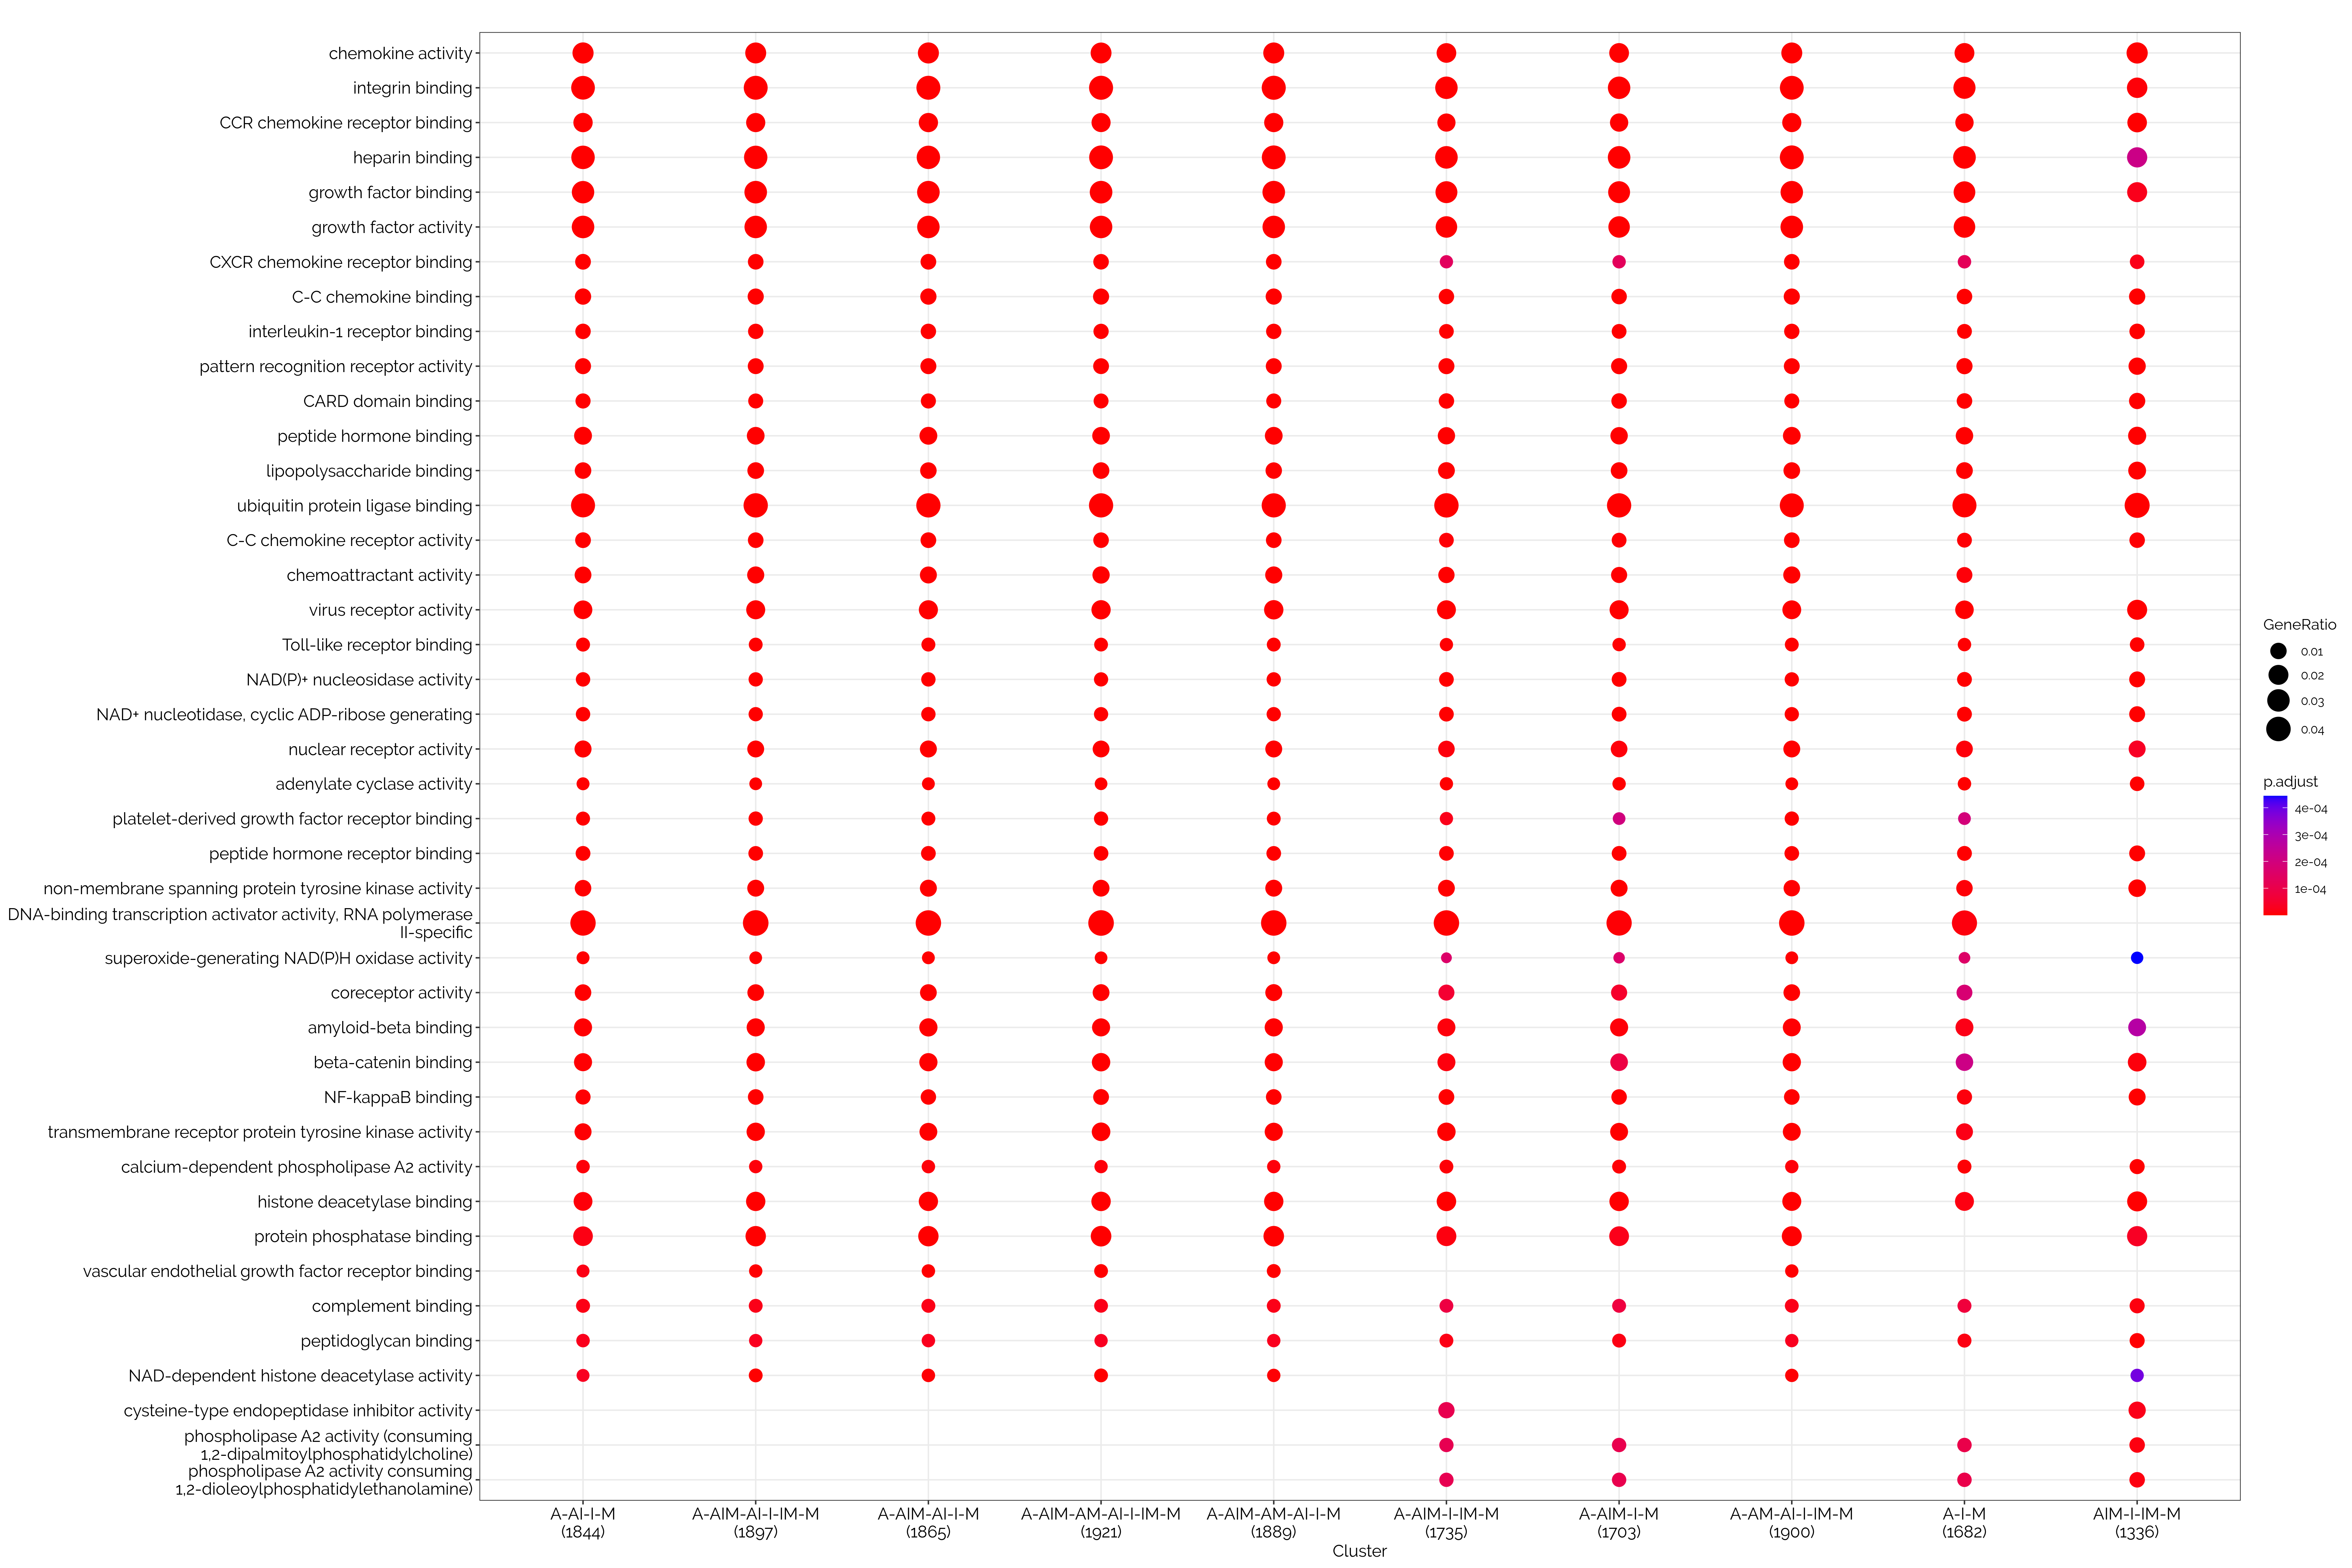 chemokine activity
integrin binding
CCR chemokine receptor binding
heparin binding
growth factor binding
growth factor activity
CXCR chemokine receptor binding
C-C chemokine binding
interleukin-1 receptor binding
pattern recognition receptor activity
CARD domain binding
peptide hormone binding
lipopolysaccharide binding
ubiquitin protein ligase binding
C-C chemokine receptor activity
chemoattractant activity
virus receptor activity
Toll-like receptor binding
NAD(P)+ nucleosidase activity
NAD+ nucleotidase, cyclic ADP-ribose generating
nuclear receptor activity
adenylate cyclase activity
platelet-derived growth factor receptor binding
peptide hormone receptor binding
non-membrane spanning protein tyrosine kinase activity
DNA-binding transcription activator activity, RNA polymerase
II-specific
superoxide-generating NAD(P)H oxidase activity
coreceptor activity
amyloid-beta binding
beta-catenin binding
NF-kappaB binding
transmembrane receptor protein tyrosine kinase activity
calcium-dependent phospholipase A2 activity
histone deacetylase binding
protein phosphatase binding
vascular endothelial growth factor receptor binding
complement binding
peptidoglycan binding
NAD-dependent histone deacetylase activity
cysteine-type endopeptidase inhibitor activity
phospholipase A2 activity (consuming
1,2-dipalmitoylphosphatidylcholine)
phospholipase A2 activity consuming
1,2-dioleoylphosphatidylethanolamine)
A-AI-I-M
(1844)
A-AIM-AI-I-IM-M
(1897)
A-AIM-AI-I-M
(1865)
A-AIM-AM-AI-I-IM-M
(1921)
A-AIM-AM-AI-I-M
(1889)
A-AIM-I-IM-M
(1735)
A-AIM-I-M
(1703)
A-AM-AI-I-IM-M
(1900)
A-I-M
(1682)
AIM-I-IM-M
(1336)
Cluster
GeneRatio
0.01
0.02
0.03
0.04
p.adjust
4e-04
3e-04
2e-04
1e-04